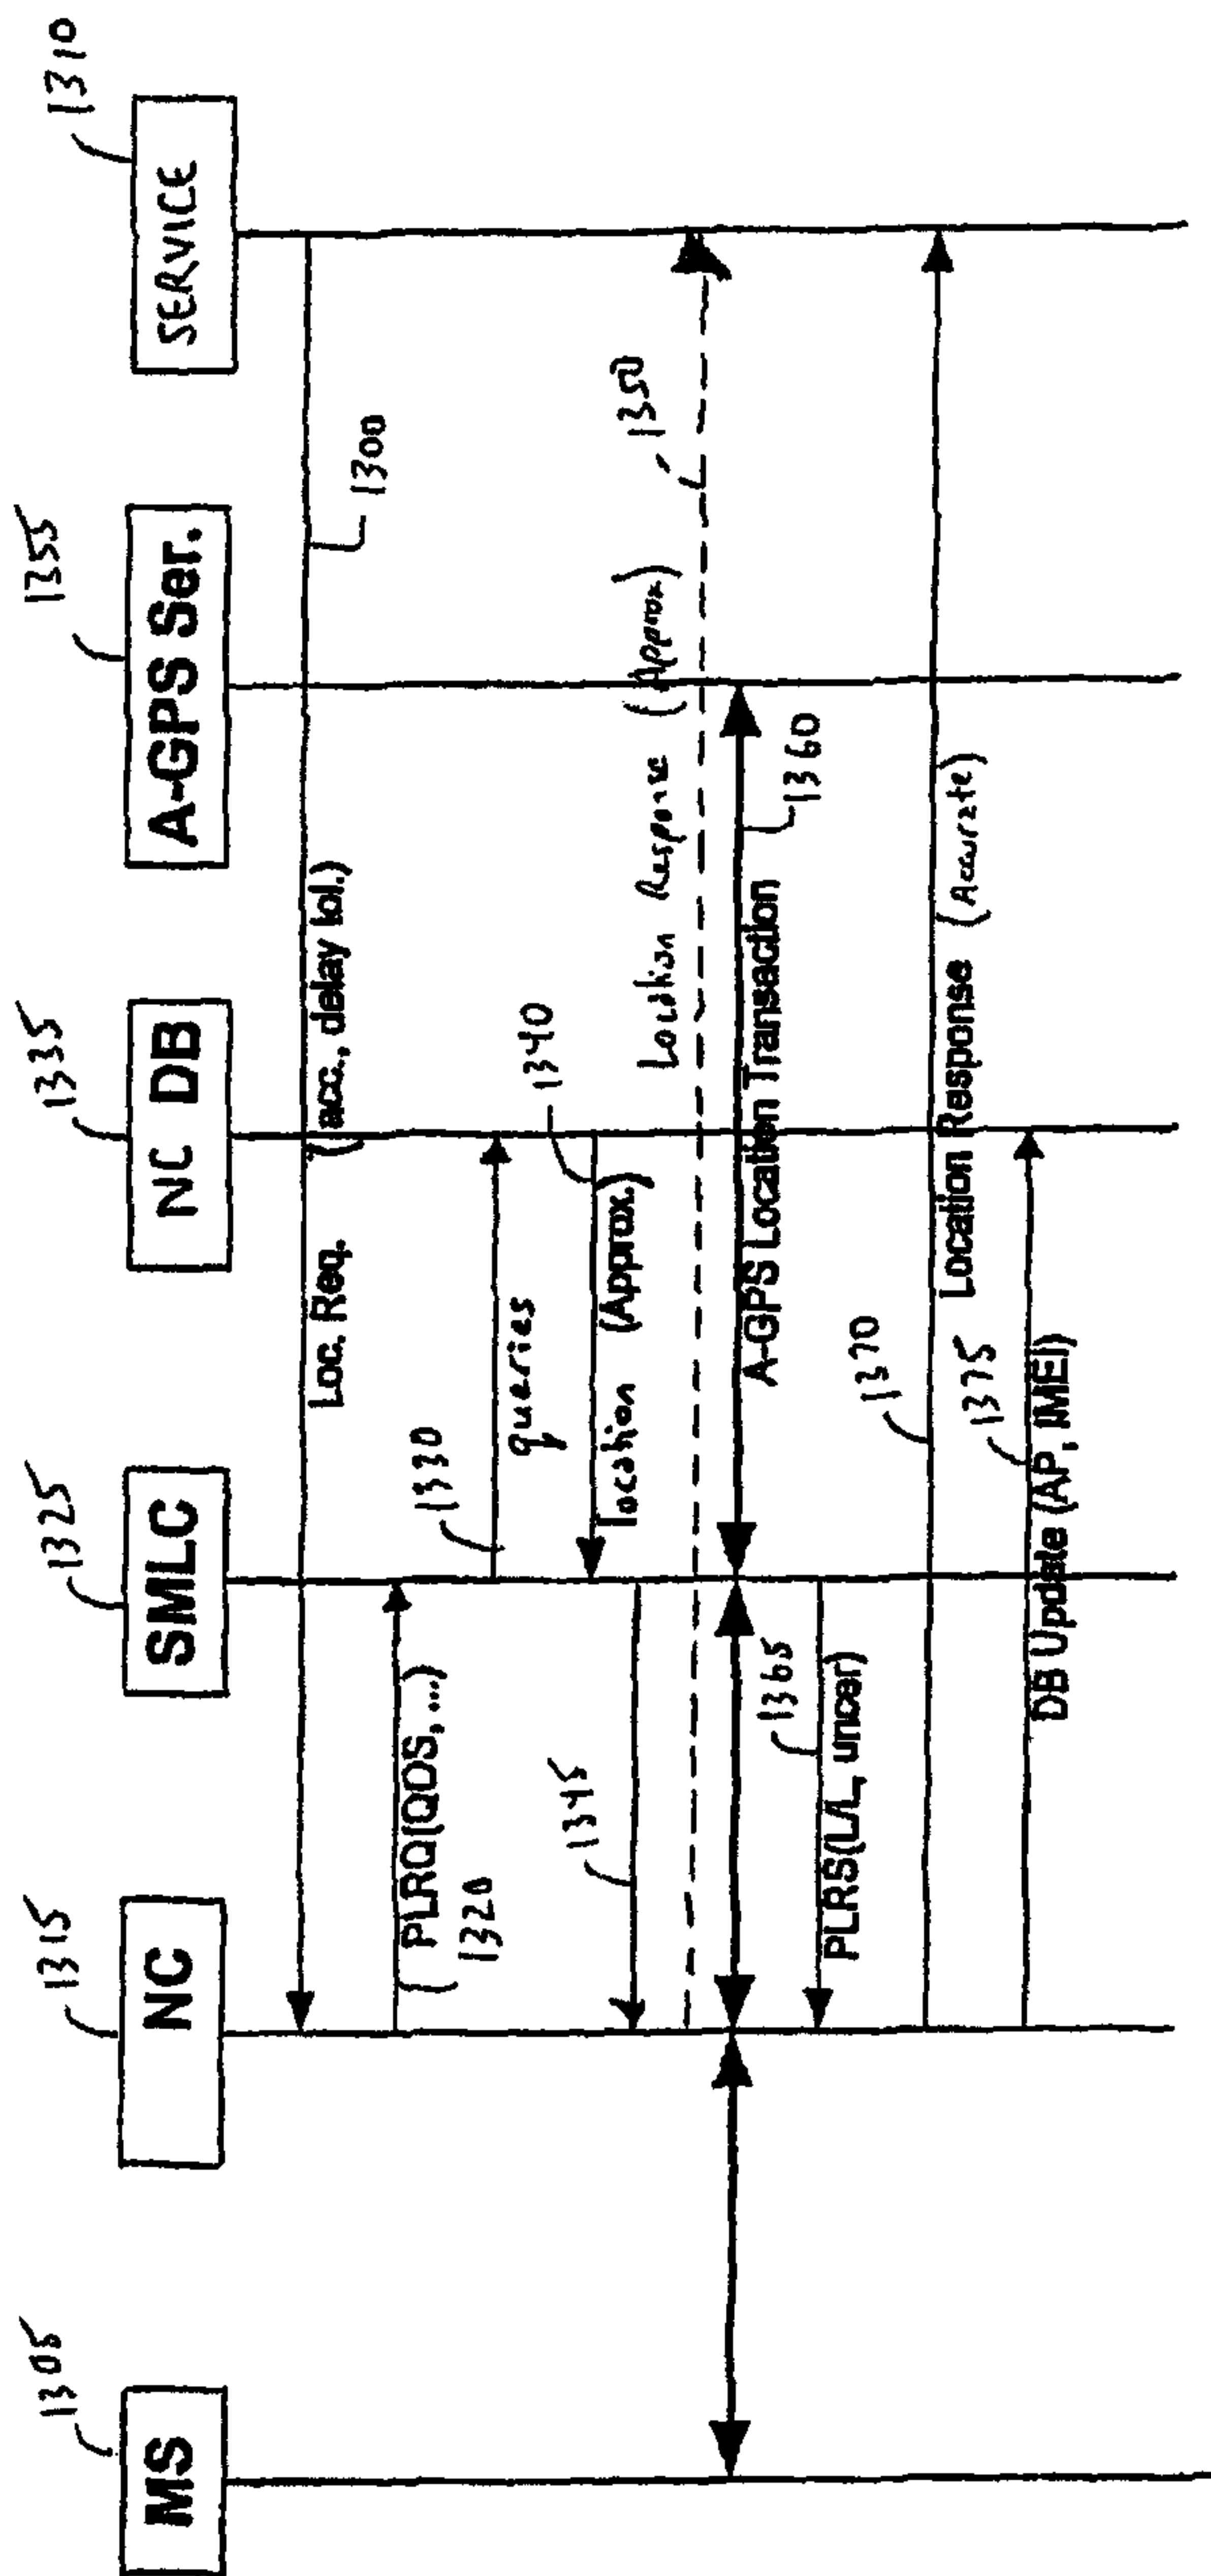 1305
MS
1315
NC
1325
SMLC
1335
NC DB
1355
A-GPS Ser.
1310
SERVICE
Loc. Req. (acc., delay tol.)
1300
PLRQ(QOS, ...)
1320
1330
queries
1340
location (Approx.)
1345
Location Response (Approx)
1350
A-GPS Location Transaction
1360
1365
PLRS(L/L, uncer)
1370
Location Response (Accurate)
1375
DB Update (AP, IMEI)